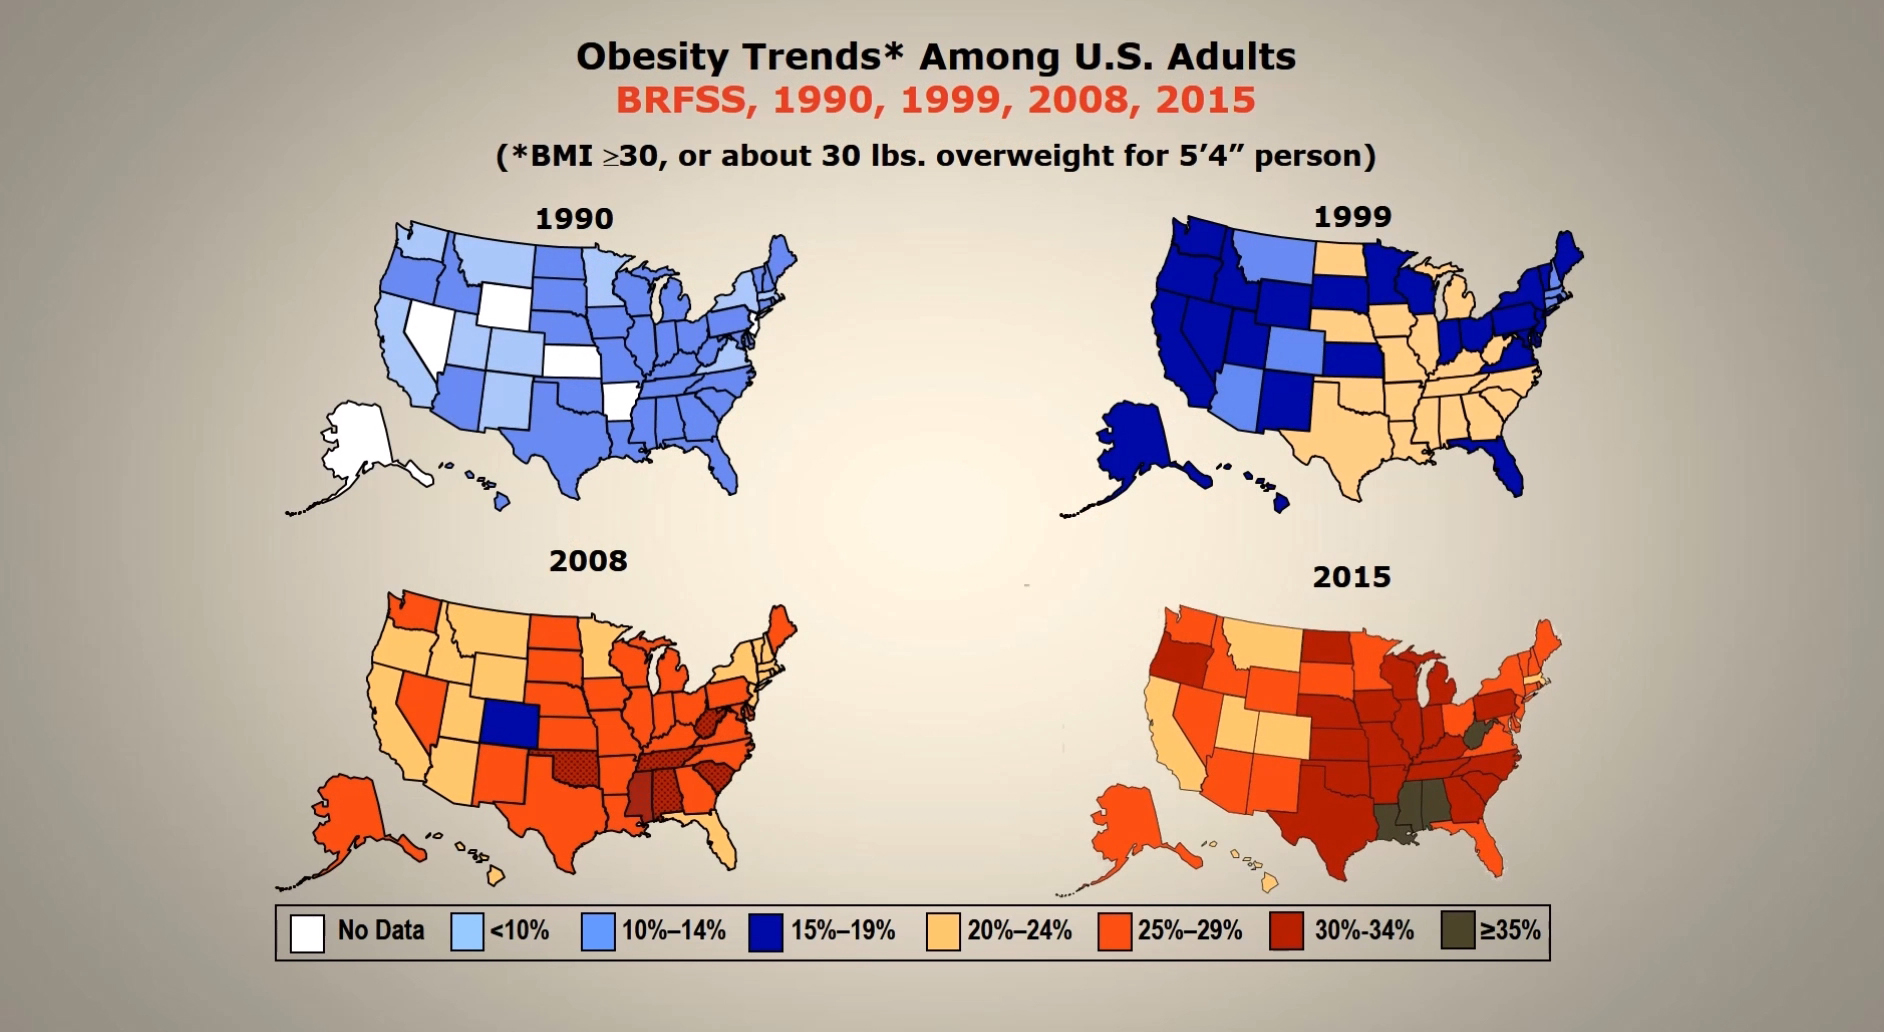 Obesity Trends* Among U.S. Adults
BRFSS, 1990, 1999, 2008, 2015
(*BMI ≥30, or about 30 lbs. overweight for 5’4” person)
1990
1999
2008
2015
No Data
<10%
10%–14%
15%–19%
20%–24%
25%–29%
30%-34%
≥35%